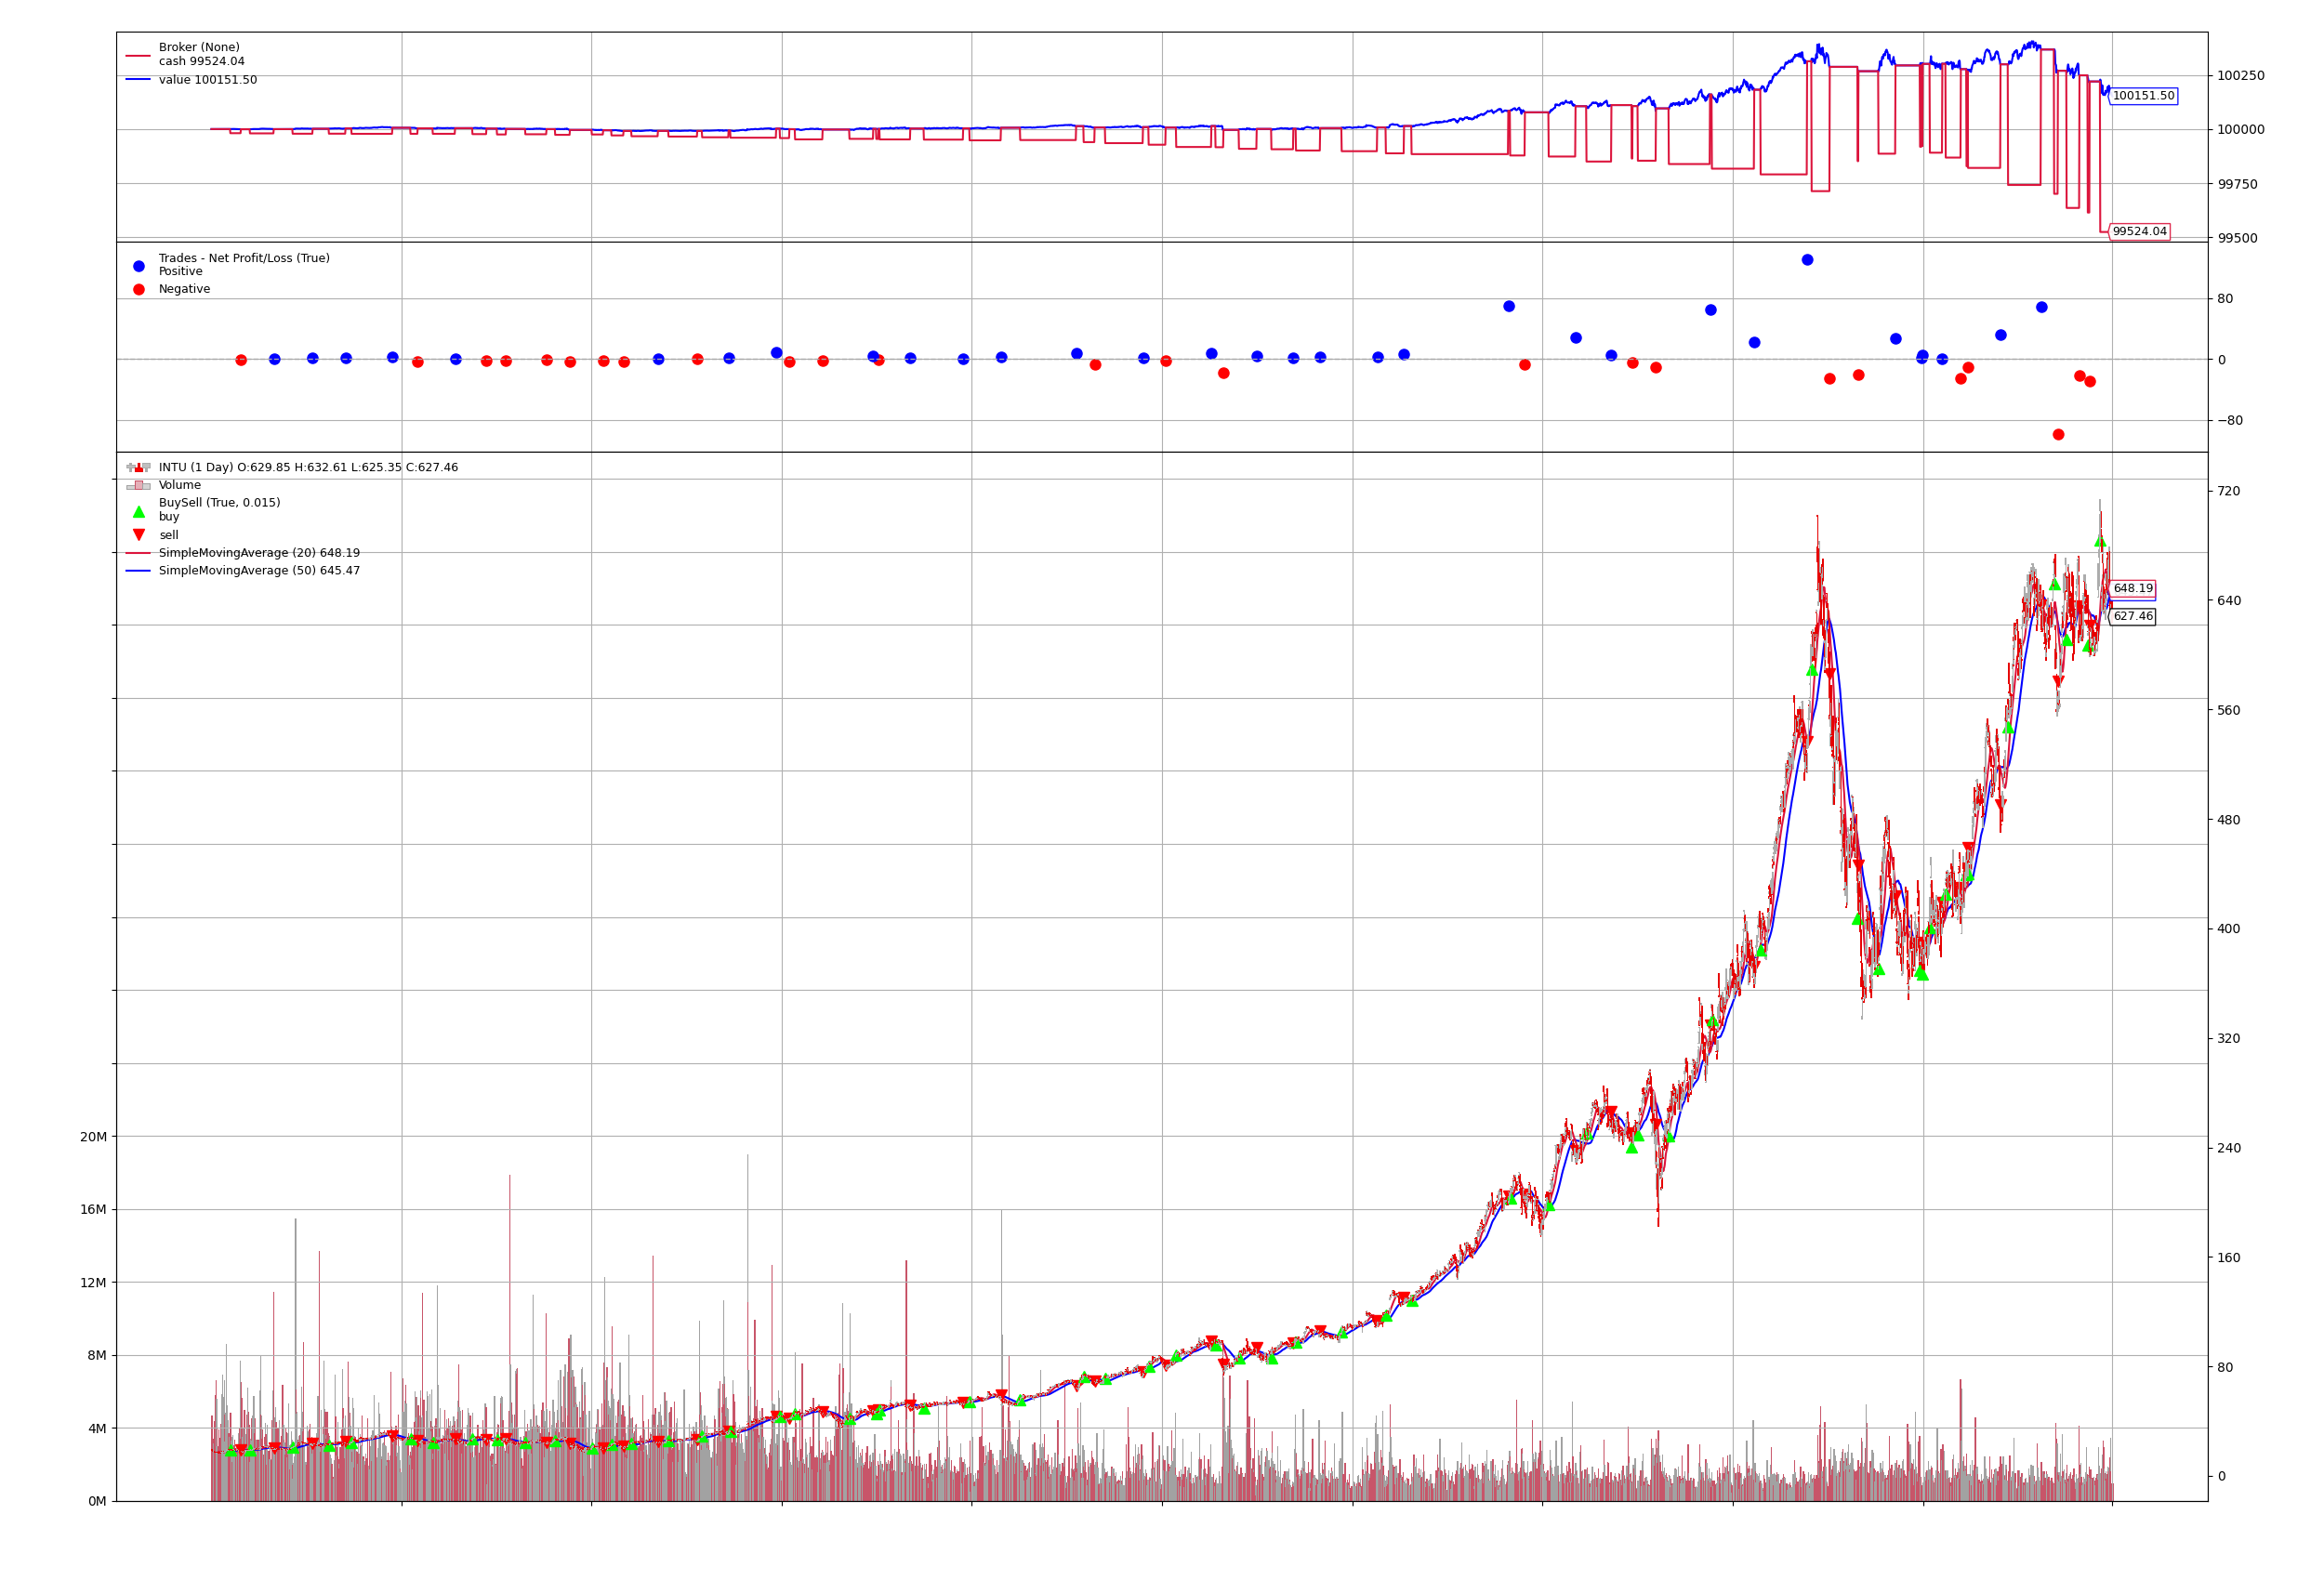 Broker (None)
cash 99524.04
value 100151.50
100250
100151.50
100000
99750
99524.04
99500
Trades - Net Profit/Loss (True)
Positive
Negative
80
0
−80
INTU (1 Day) O:629.85 H:632.61 L:625.35 C:627.46
Volume
BuySell (True, 0.015)
buy
sell
SimpleMovingAverage (20) 648.19
SimpleMovingAverage (50) 645.47
720
648.19
640
627.46
560
480
400
320
240
160
80
0
20M
16M
12M
8M
4M
0M